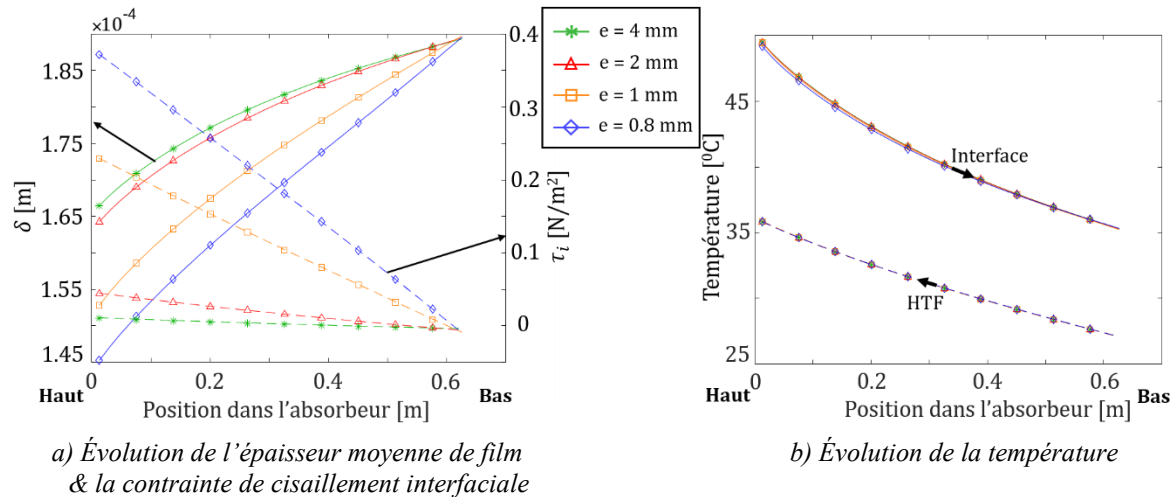 ×10⁻⁴
1.85
1.75
1.65
1.55
1.45
δ [m]
0.4
0.3
0.2
0.1
0
τᵢ [N/m²]
e = 4 mm
e = 2 mm
e = 1 mm
e = 0.8 mm
0
0.2
0.4
0.6
Haut
Position dans l'absorbeur [m]
Bas
a) Évolution de l'épaisseur moyenne de film
& la contrainte de cisaillement interfaciale
45
40
35
25
Température [⁰C]
Interface
HTF
0
0.2
0.4
0.6
Haut
Position dans l'absorbeur [m]
Bas
b) Évolution de la température